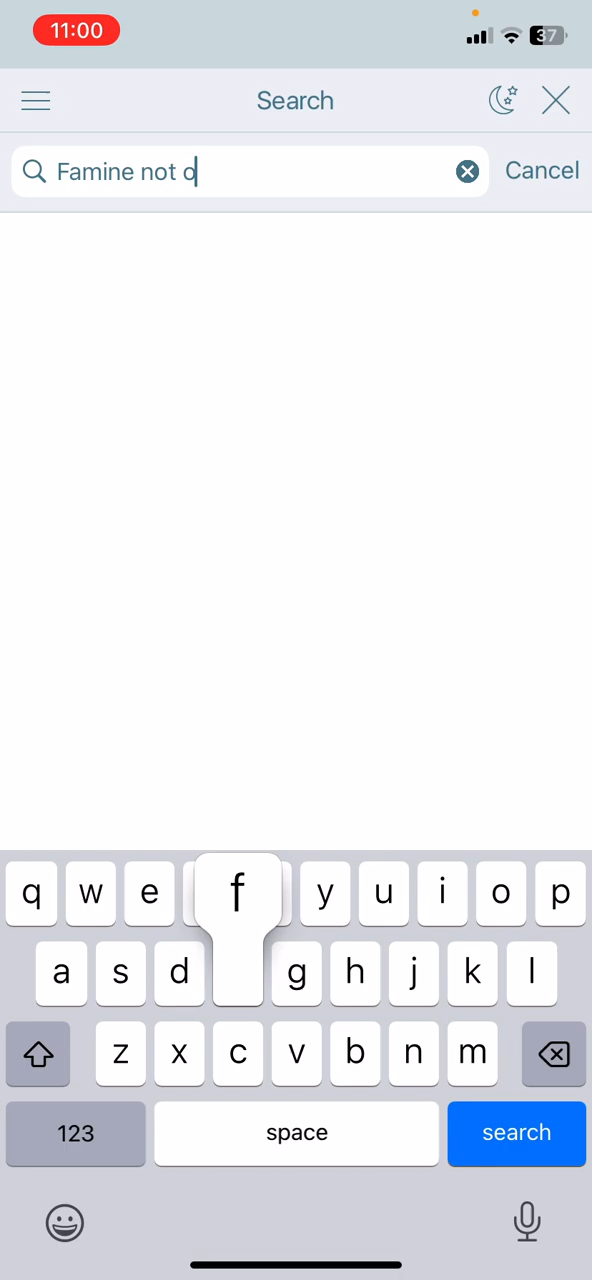 11:00
37
Search
Famine not o
Cancel
q w e f y u i o p
a s d g h j k l
z x c v b n m
123 space search